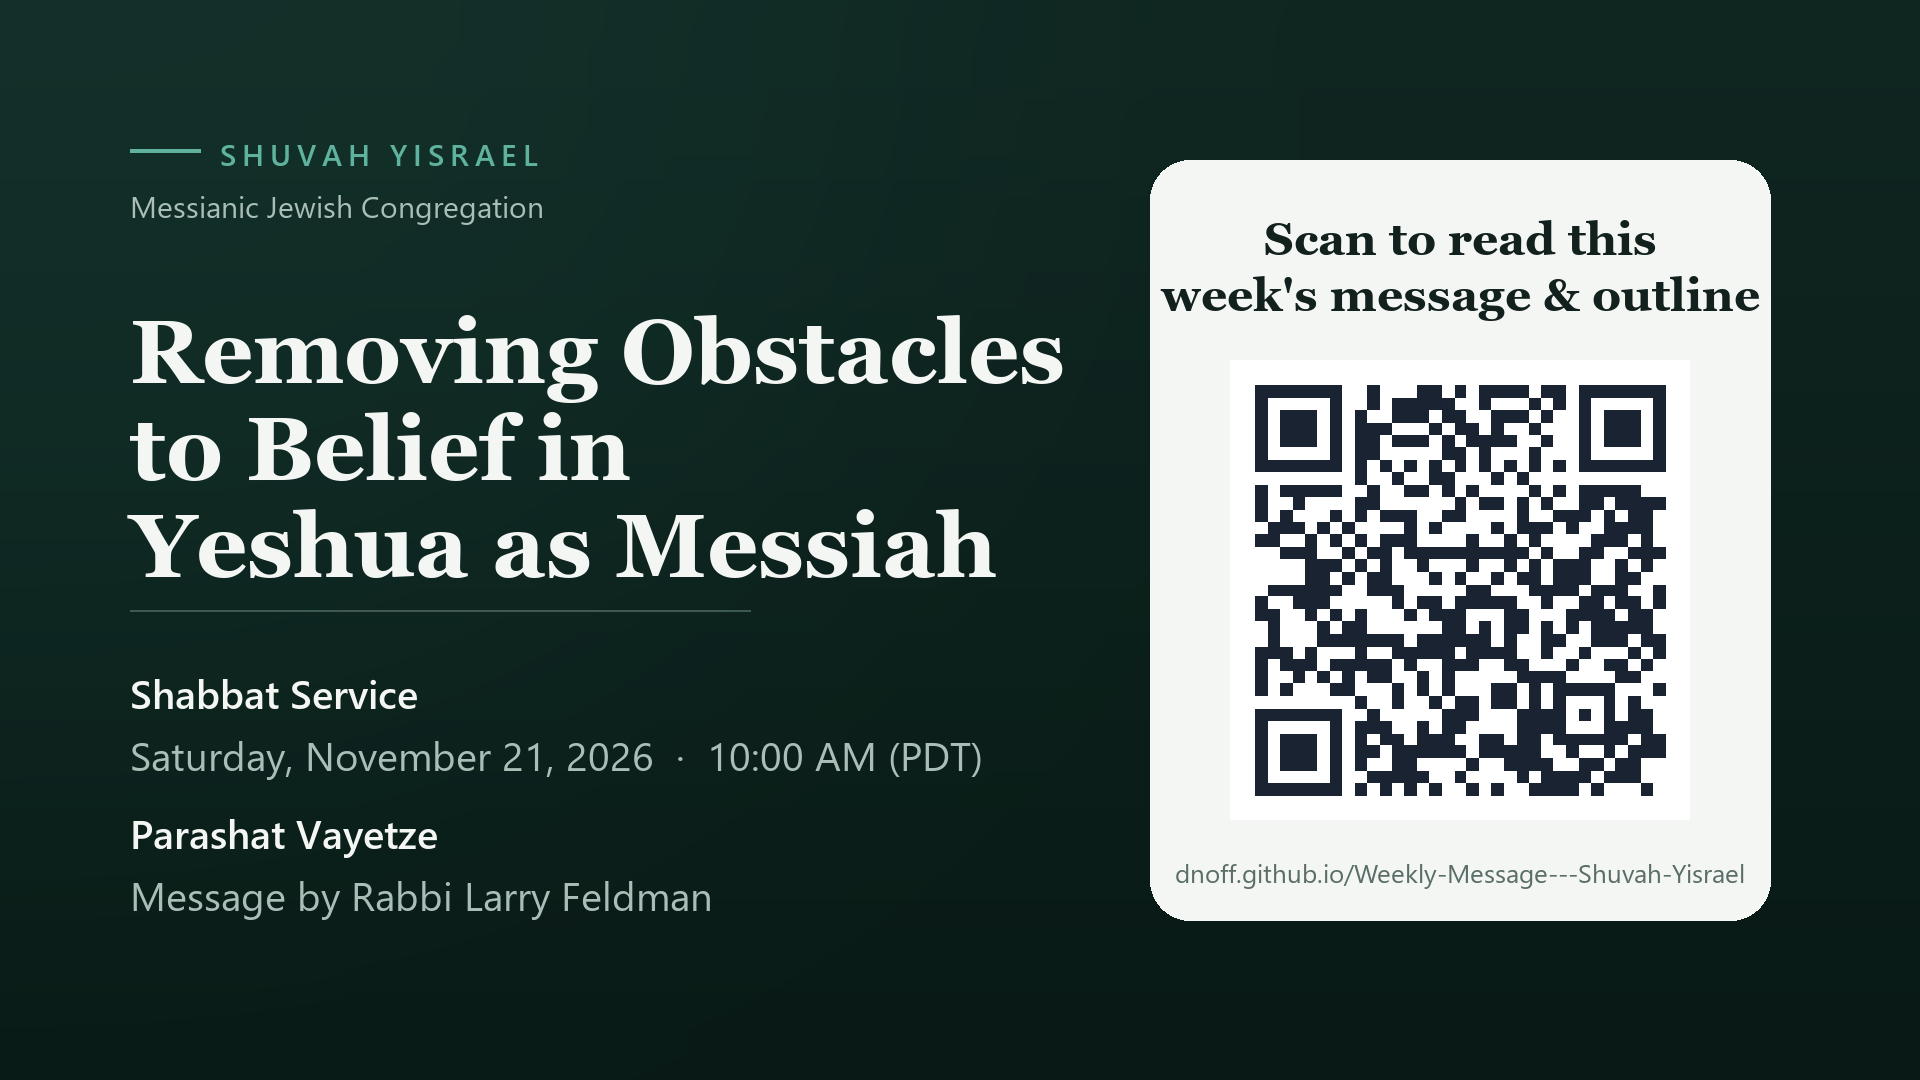 SHUVAH YISRAEL
Messianic Jewish Congregation
Removing Obstacles
to Belief in
Yeshua as Messiah
Shabbat Service
Saturday, November 21, 2026 · 10:00 AM (PDT)
Parashat Vayetze
Message by Rabbi Larry Feldman
Scan to read this
week's message & outline
dnoff.github.io/Weekly-Message---Shuvah-Yisrael